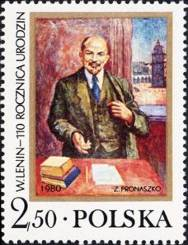 W. LENIN - 110 ROCZNICA URODZIN
1980
Z. PRONASZKO
2,50 · POLSKA